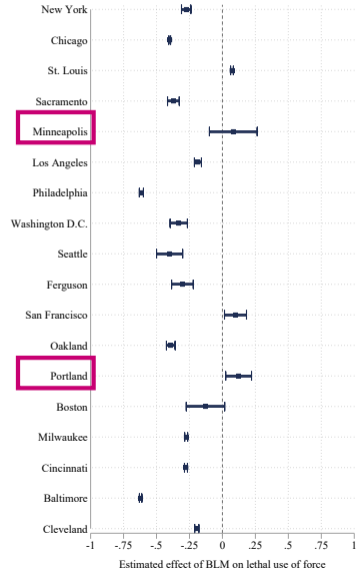 New York
Chicago
St. Louis
Sacramento
Minneapolis
Los Angeles
Philadelphia
Washington D.C.
Seattle
Ferguson
San Francisco
Oakland
Portland
Boston
Milwaukee
Cincinnati
Baltimore
Cleveland
-1 -.75 -.5 -.25 0 .25 .5 .75 1
Estimated effect of BLM on lethal use of force